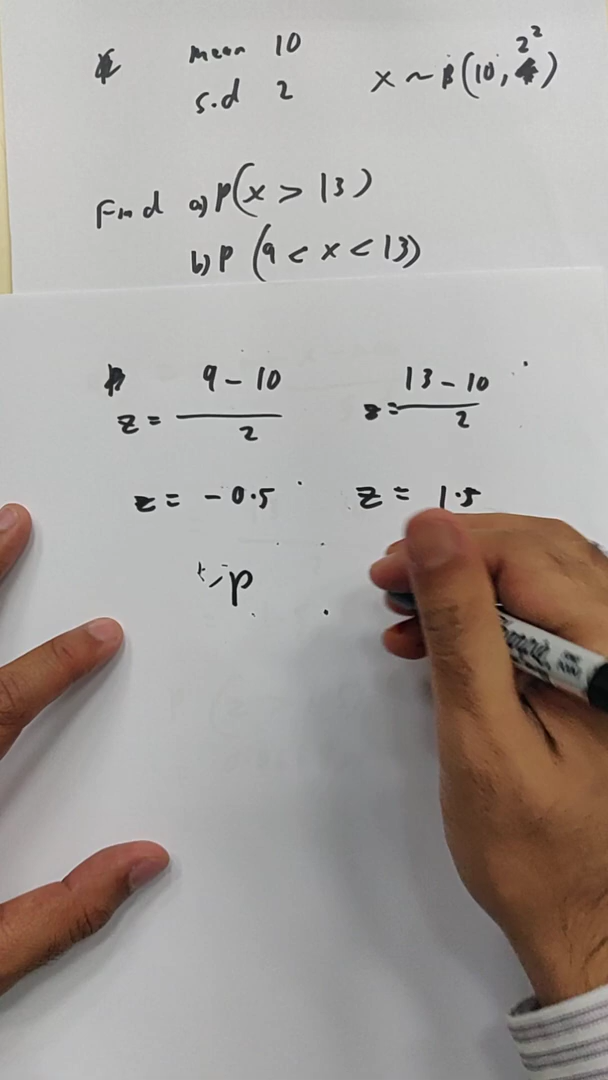 mean 10
s.d 2 x ~ B(10, 2²)
Find a) P(x > 13)
b) P (9 < x < 13)
z = 9 - 10 / 2 z = 13 - 10 / 2
z = -0.5 z = 1.5
P